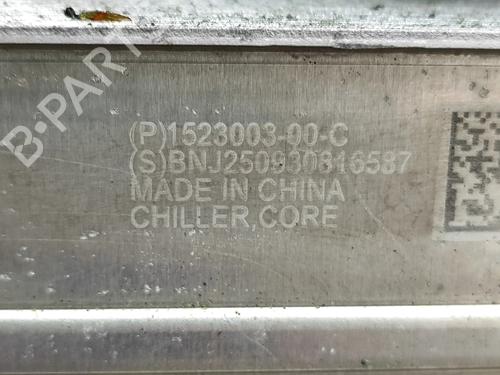 (P)1523003-00-C
(S)BNJ250930816587
MADE IN CHINA
CHILLER,CORE
B-PARTS